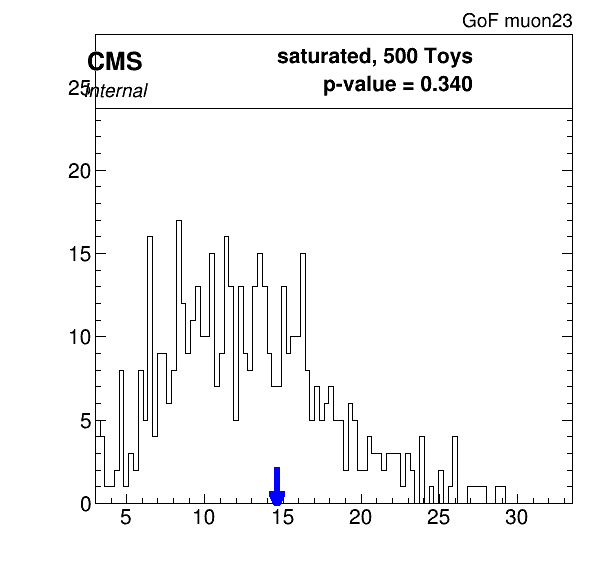 GoF muon23
CMS
saturated, 500 Toys
Internal
p-value = 0.340
25
20
15
10
5
0
5 10 15 20 25 30